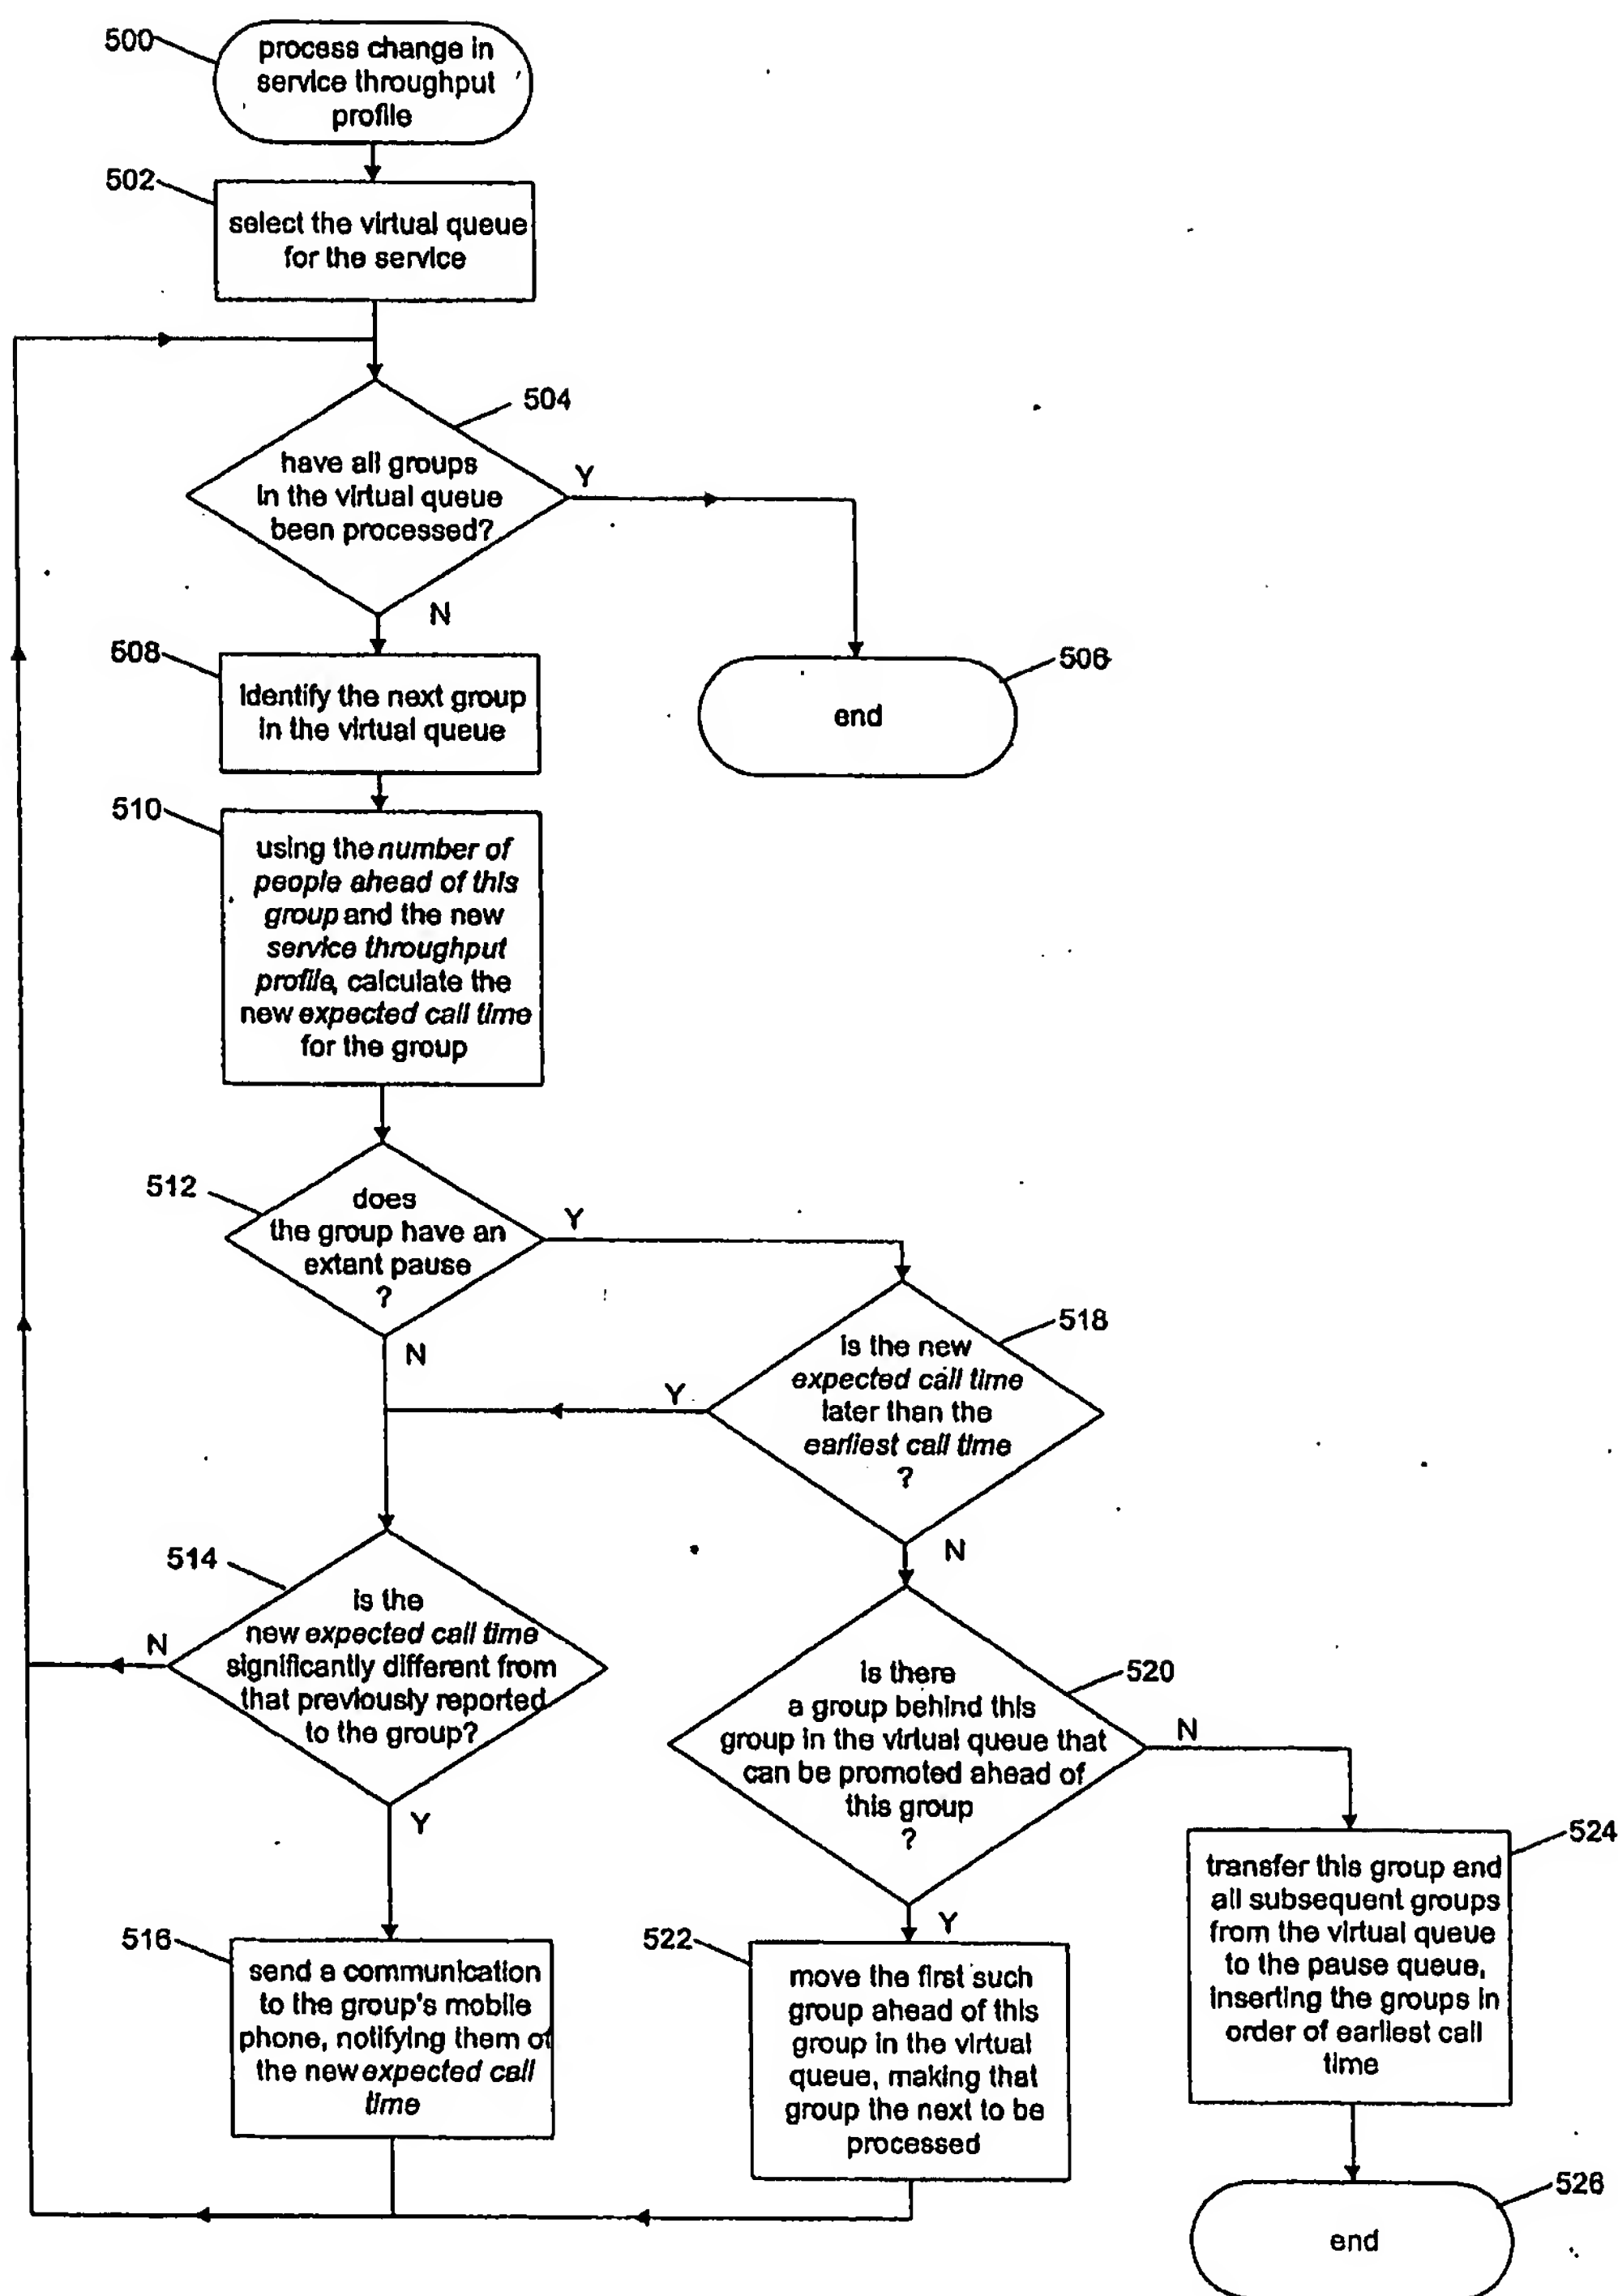 500
process change in
service throughput
profile
502
select the virtual queue
for the service
504
have all groups
in the virtual queue
been processed?
Y
N
508
identify the next group
in the virtual queue
506
end
510
using the number of
people ahead of this
group and the new
service throughput
profile, calculate the
new expected call time
for the group
512
does
the group have an
extant pause
?
Y
N
518
is the new
expected call time
later than the
earliest call time
?
Y
N
514
is the
new expected call time
significantly different from
that previously reported
to the group?
N
Y
520
is there
a group behind this
group in the virtual queue that
can be promoted ahead of
this group
?
N
Y
516
send a communication
to the group's mobile
phone, notifying them of
the new expected call
time
522
move the first such
group ahead of this
group in the virtual
queue, making that
group the next to be
processed
524
transfer this group and
all subsequent groups
from the virtual queue
to the pause queue,
inserting the groups in
order of earliest call
time
526
end